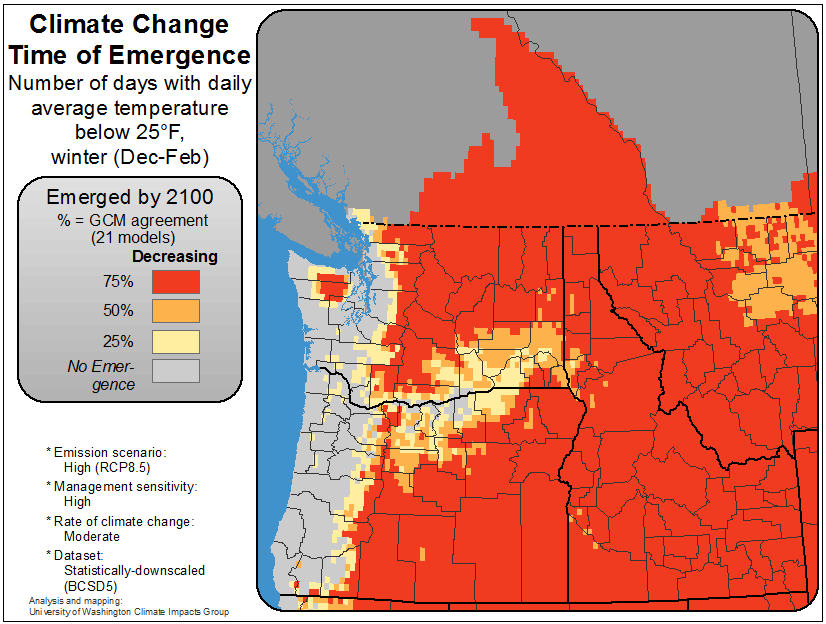 Climate Change
Time of Emergence
Number of days with daily
average temperature
below 25°F,
winter (Dec-Feb)
Emerged by 2100
% = GCM agreement
(21 models)
Decreasing
75%
50%
25%
No Emer-
gence
* Emission scenario:
High (RCP8.5)
* Management sensitivity:
High
* Rate of climate change:
Moderate
* Dataset:
Statistically-downscaled
(BCSD5)
Analysis and mapping:
University of Washington Climate Impacts Group